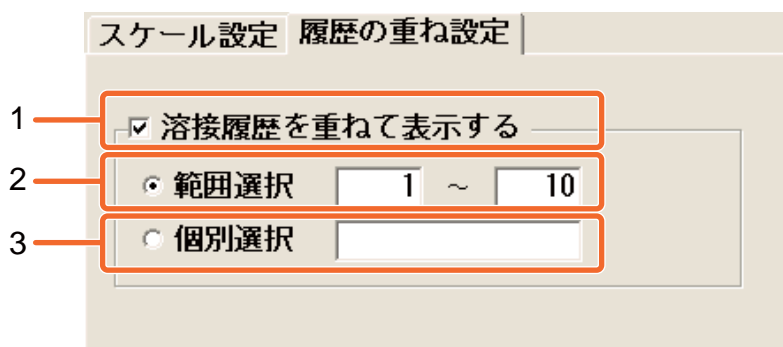 スケール設定 履歴の重ね設定
1 溶接履歴を重ねて表示する
2 範囲選択 1 ～ 10
3 個別選択